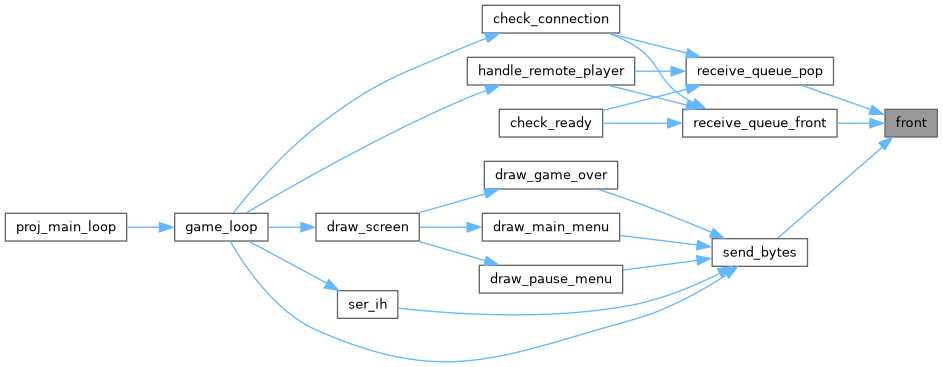 check_connection
handle_remote_player
receive_queue_pop
check_ready
receive_queue_front
front
draw_game_over
proj_main_loop
game_loop
draw_screen
draw_main_menu
send_bytes
draw_pause_menu
ser_ih